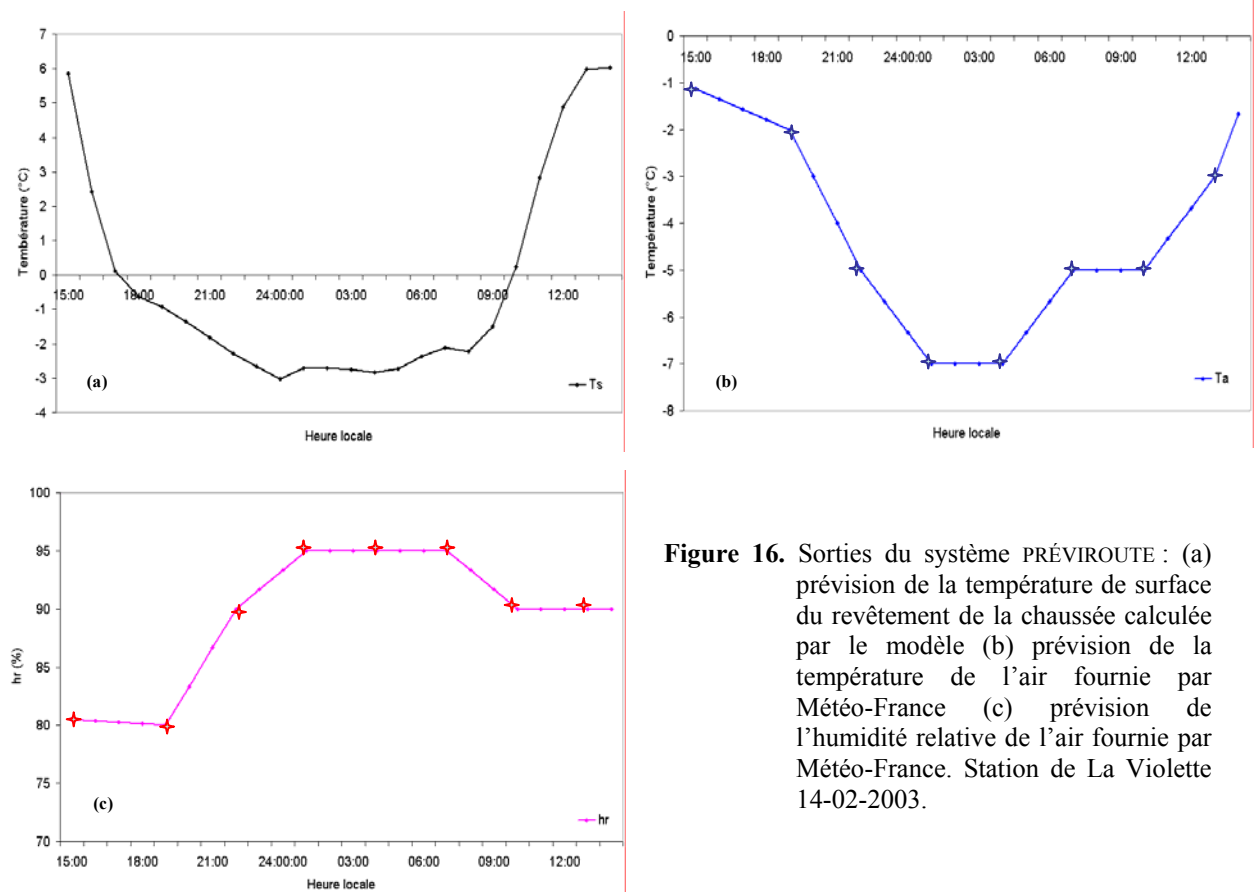 7
6
5
4
3
2
1
0
-1
-2
-3
-4
Tembérature (°C)
15:00 18:00 21:00 24:00:00 03:00 06:00 09:00 12:00
(a)
Ts
Heure locale
0
-1
-2
-3
-4
-5
-6
-7
-8
Température (°C)
15:00 18:00 21:00 24:00:00 03:00 06:00 09:00 12:00
(b)
Ta
Heure locale
100
95
90
85
80
75
70
hr (%)
15:00 18:00 21:00 24:00:00 03:00 06:00 09:00 12:00
(c)
hr
Heure locale
Figure 16. Sorties du système PRÉVIROUTE : (a)
prévision de la température de surface
du revêtement de la chaussée calculée
par le modèle (b) prévision de la
température de l’air fournie par
Météo-France (c) prévision de
l’humidité relative de l’air fournie par
Météo-France. Station de La Violette
14-02-2003.